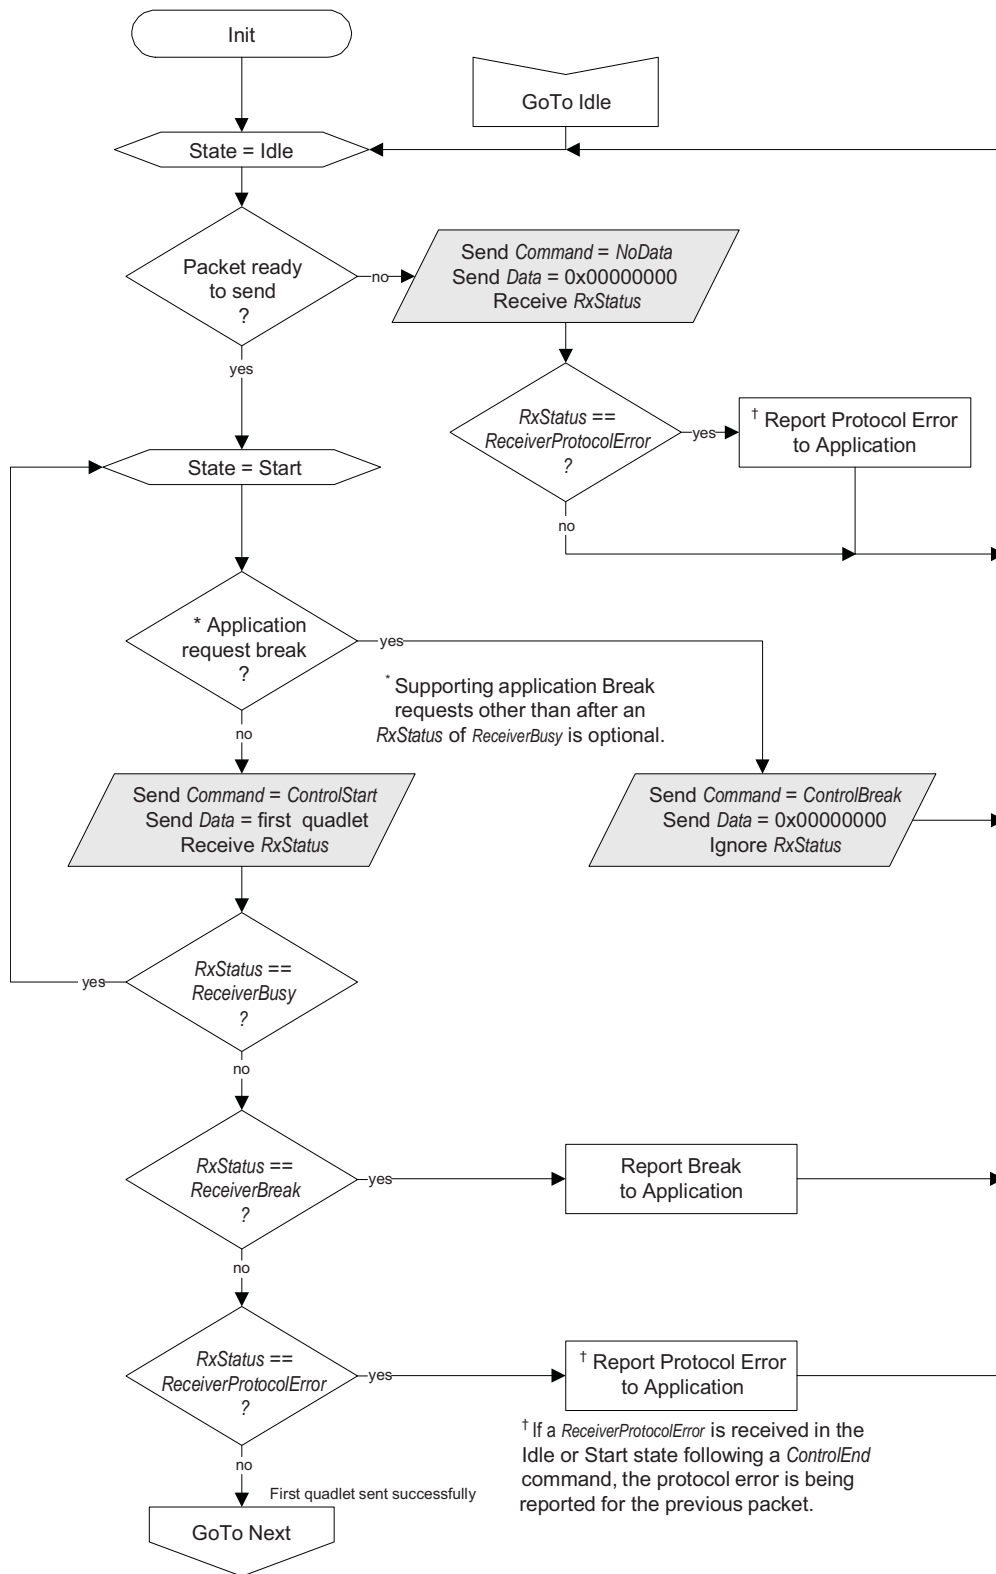 Init
GoTo Idle
State = Idle
Packet ready
to send
?
no
Send Command = NoData
Send Data = 0x00000000
Receive RxStatus
yes
RxStatus ==
ReceiverProtocolError
?
yes
† Report Protocol Error
to Application
no
State = Start
* Application
request break
?
yes
* Supporting application Break
requests other than after an
RxStatus of ReceiverBusy is optional.
no
Send Command = ControlStart
Send Data = first quadlet
Receive RxStatus
Send Command = ControlBreak
Send Data = 0x00000000
Ignore RxStatus
RxStatus ==
ReceiverBusy
?
yes
no
RxStatus ==
ReceiverBreak
?
yes
Report Break
to Application
no
RxStatus ==
ReceiverProtocolError
?
yes
† Report Protocol Error
to Application
† If a ReceiverProtocolError is received in the
Idle or Start state following a ControlEnd
command, the protocol error is being
reported for the previous packet.
no
First quadlet sent successfully
GoTo Next